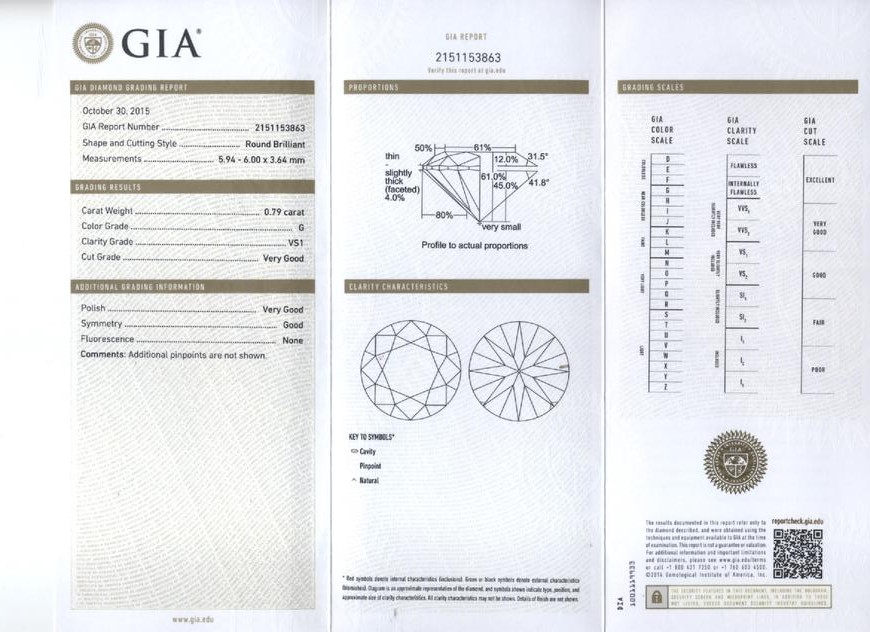 GIA®
GIA DIAMOND GRADING REPORT
October 30, 2015
GIA Report Number 2151153863
Shape and Cutting Style Round Brilliant
Measurements 5.94 - 6.00 x 3.64 mm
GRADING RESULTS
Carat Weight 0.79 carat
Color Grade G
Clarity Grade VS1
Cut Grade Very Good
ADDITIONAL GRADING INFORMATION
Polish Very Good
Symmetry Good
Fluorescence None
Comments: Additional pinpoints are not shown.
www.gia.edu
GIA REPORT
2151153863
Verify this report at gia.edu
PROPORTIONS
50%
61%
thin
-
slightly
thick
(faceted)
4.0%
12.0%
31.5°
61.0%
45.0%
41.8°
80%
very small
Profile to actual proportions
CLARITY CHARACTERISTICS
KEY TO SYMBOLS*
Cavity
Pinpoint
Natural
* Red symbols denote internal characteristics (inclusions). Green or black symbols denote external characteristics
(blemishes). Diagram is an approximate representation of the diamond, and symbols shown indicate type, position, and
approximate size of clarity characteristics. All clarity characteristics may not be shown. Details of finish are not shown.
GRADING SCALES
GIA
COLOR
SCALE
D
E
F
G
H
I
J
K
L
M
N
O
P
Q
R
S
T
U
V
W
X
Y
Z
GIA
CLARITY
SCALE
FLAWLESS
INTERNALLY
FLAWLESS
VVS₁
VVS₂
VS₁
VS₂
SI₁
SI₂
I₁
I₂
I₃
GIA
CUT
SCALE
EXCELLENT
VERY
GOOD
GOOD
FAIR
POOR
The results documented in this report refer only to
the diamond described, and were obtained using the
techniques and equipment available to GIA at the time
of examination. This report is not a guarantee or valuation.
For additional information and important limitations
and disclaimers, please see www.gia.edu/terms
or call +1 800 421 7250 or +1 760 603 4500.
©2014 Gemological Institute of America, Inc.
reportcheck.gia.edu
THE SECURITY FEATURES IN THIS DOCUMENT, INCLUDING THE HOLOGRAM,
SECURITY SCREEN AND MICROPRINT LINES, IN ADDITION TO THOSE
NOT LISTED, EXCEED DOCUMENT SECURITY INDUSTRY GUIDELINES.